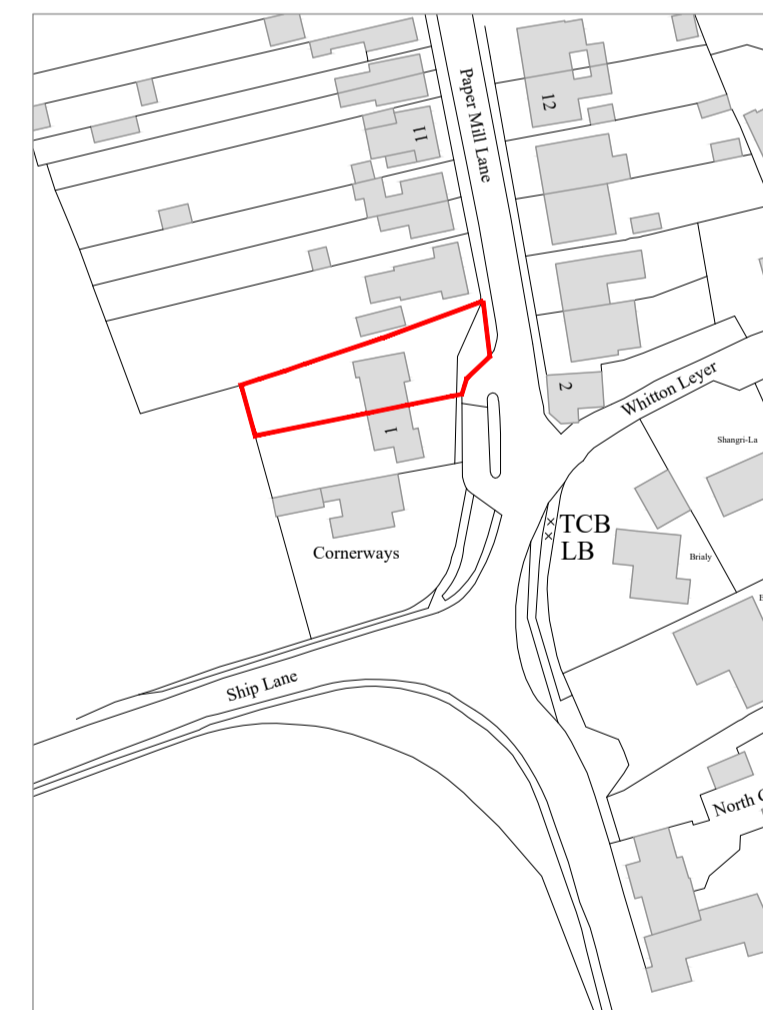 Paper Mill Lane
12
11
2
Whitton Leyer
Shangri-La
1
TCB
LB
Cornerways
Brialy
Ship Lane
North